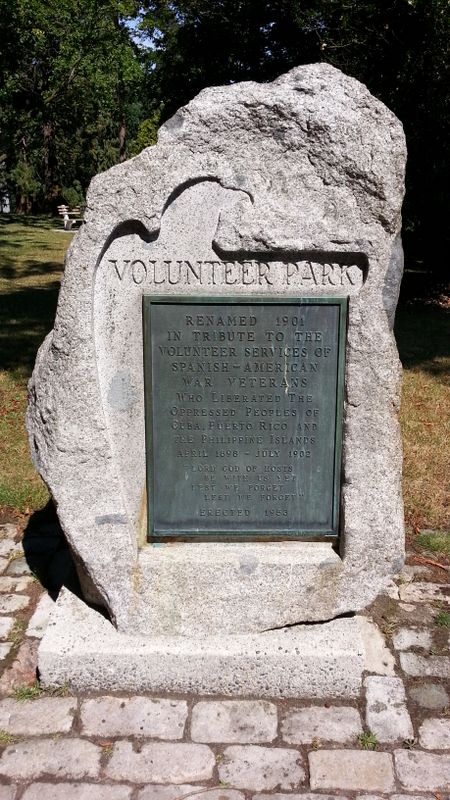 VOLUNTEER PARK
RENAMED 1901
IN TRIBUTE TO THE
VOLUNTEER SERVICES OF
SPANISH-AMERICAN
WAR VETERANS
WHO LIBERATED THE
OPPRESSED PEOPLES OF
CUBA, PUERTO RICO AND
THE PHILIPPINE ISLANDS
APRIL 1898 - JULY 1902
"LORD GOD OF HOSTS
BE WITH US YET
LEST WE FORGET
LEST WE FORGET"
ERECTED 1953